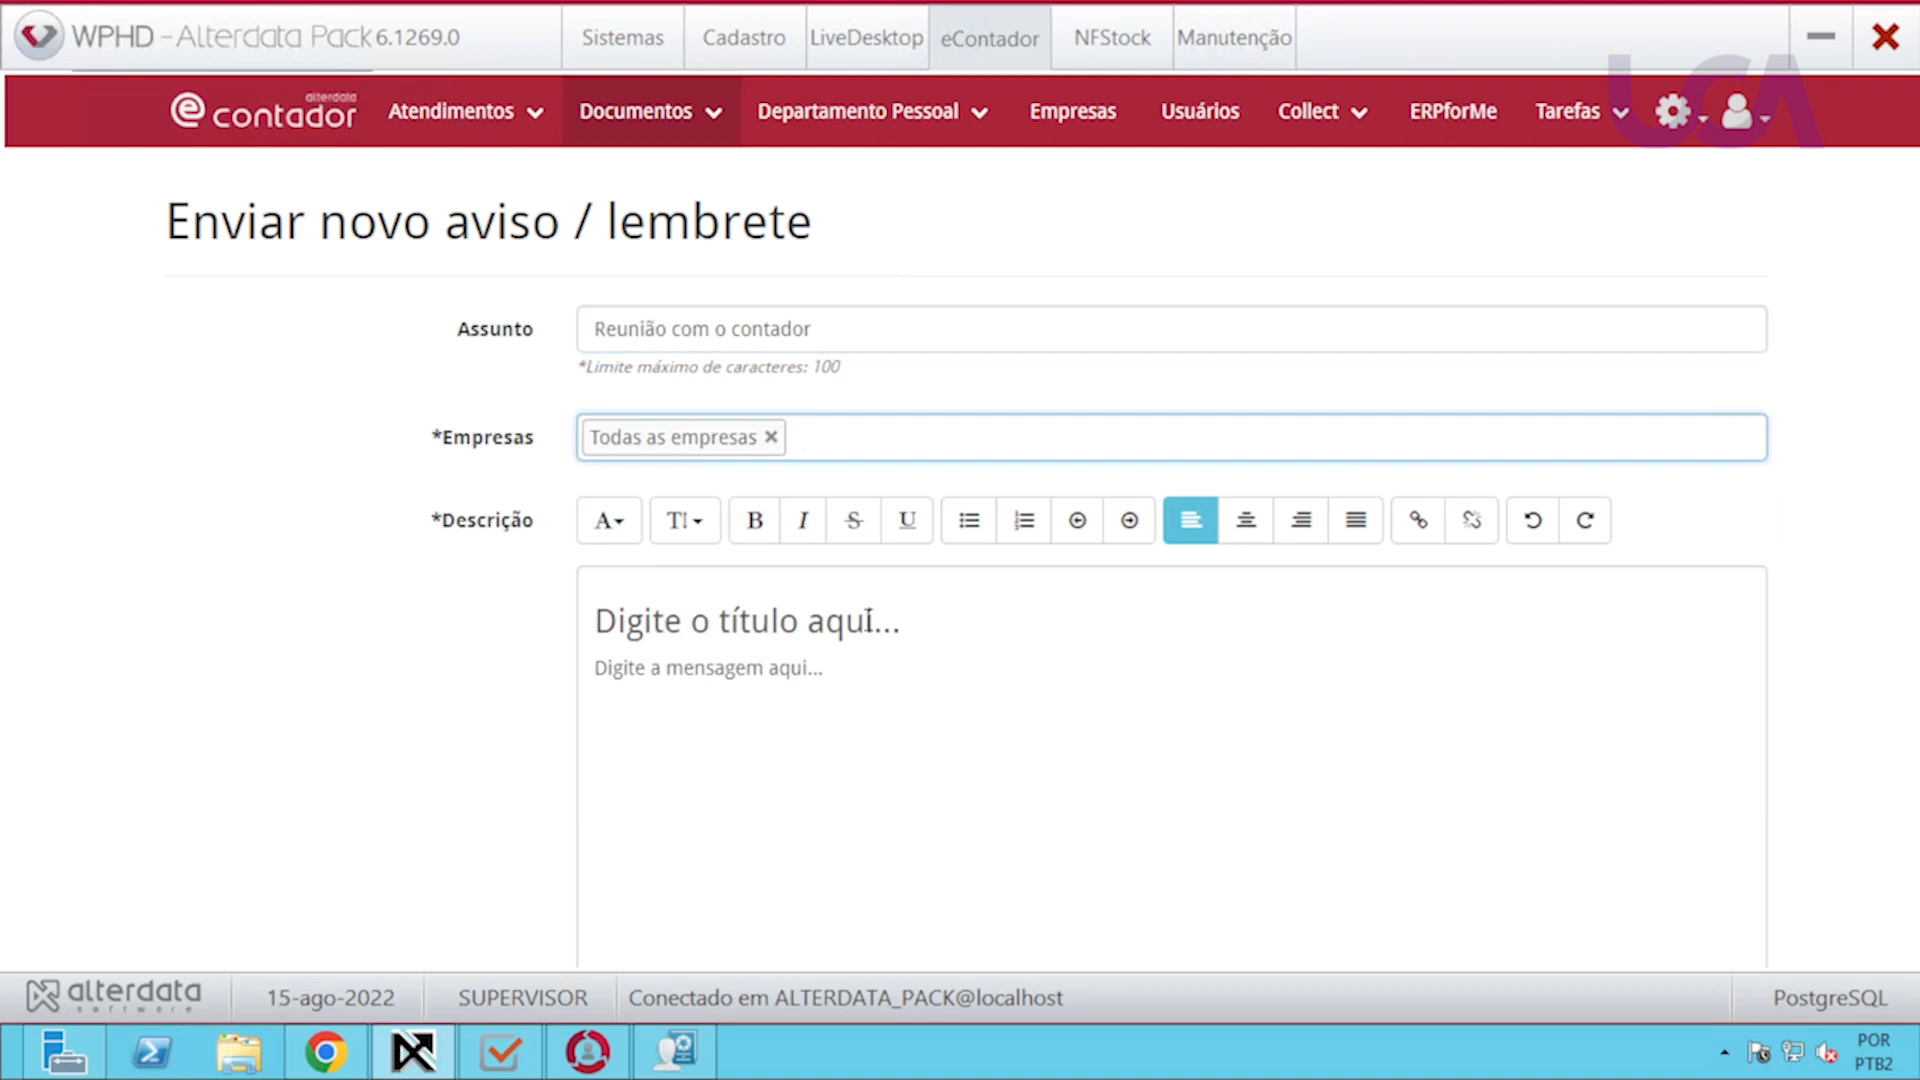 WPHD - Alterdata Pack 6.1269.0
Sistemas
Cadastro
LiveDesktop
eContador
NFStock
Manutenção
e contador alterdata
Atendimentos
Documentos
Departamento Pessoal
Empresas
Usuários
Collect
ERPforMe
Tarefas
UCA
Enviar novo aviso / lembrete
Assunto
Reunião com o contador
*Limite máximo de caracteres: 100
*Empresas
Todas as empresas ×
*Descrição
A
T
B
I
S
U
Digite o título aqui...
Digite a mensagem aqui...
alterdata
software
15-ago-2022
SUPERVISOR
Conectado em ALTERDATA_PACK@localhost
PostgreSQL
POR
PTB2